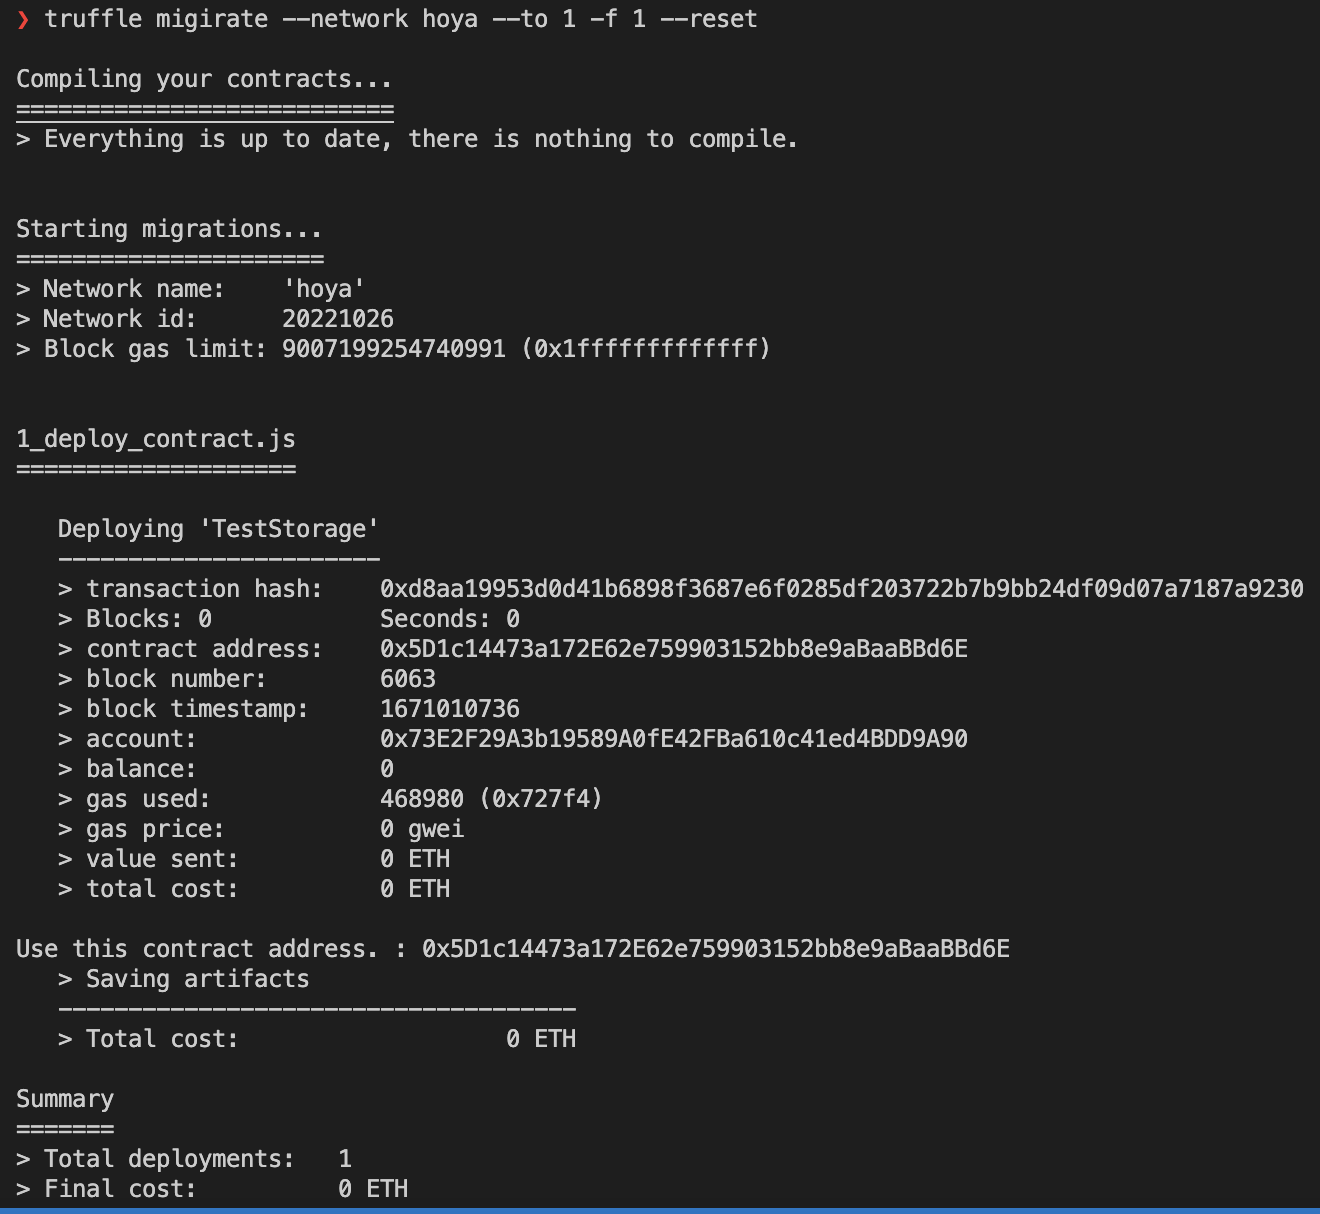 ❯ truffle migirate --network hoya --to 1 -f 1 --reset
Compiling your contracts...
===========================
> Everything is up to date, there is nothing to compile.
Starting migrations...
======================
> Network name:    'hoya'
> Network id:      20221026
> Block gas limit: 9007199254740991 (0x1fffffffffffff)
1_deploy_contract.js
====================
   Deploying 'TestStorage'
   -----------------------
   > transaction hash:    0xd8aa19953d0d41b6898f3687e6f0285df203722b7b9bb24df09d07a7187a9230
   > Blocks: 0            Seconds: 0
   > contract address:    0x5D1c14473a172E62e759903152bb8e9aBaaBBd6E
   > block number:        6063
   > block timestamp:     1671010736
   > account:             0x73E2F29A3b19589A0fE42FBa610c41ed4BDD9A90
   > balance:             0
   > gas used:            468980 (0x727f4)
   > gas price:           0 gwei
   > value sent:          0 ETH
   > total cost:          0 ETH
Use this contract address. : 0x5D1c14473a172E62e759903152bb8e9aBaaBBd6E
   > Saving artifacts
   -------------------------------------
   > Total cost:                   0 ETH
Summary
=======
> Total deployments:   1
> Final cost:          0 ETH